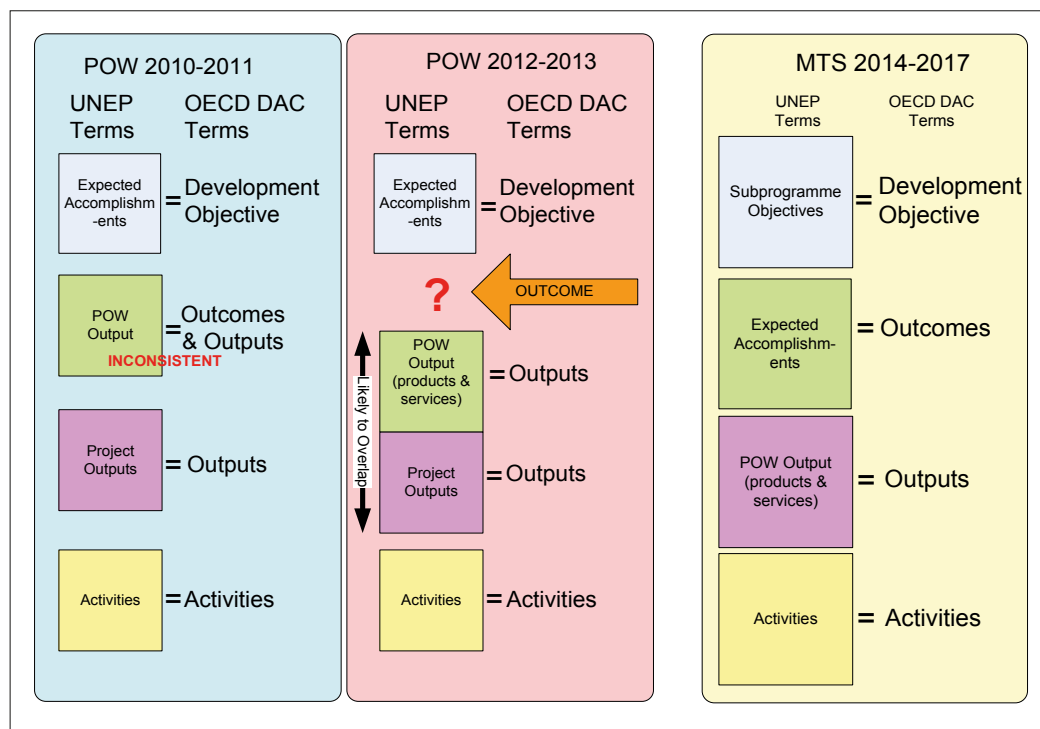 POW 2010-2011
UNEP
Terms
OECD DAC
Terms
Expected
Accomplishm
-ents
=
Development
Objective
POW
Output
=
Outcomes
& Outputs
INCONSISTENT
Project
Outputs
=
Outputs
Activities
=
Activities
POW 2012-2013
UNEP
Terms
OECD DAC
Terms
Expected
Accomplishm
-ents
=
Development
Objective
?
OUTCOME
Likely to Overlap
POW
Output
(products &
services)
=
Outputs
Project
Outputs
=
Outputs
Activities
=
Activities
MTS 2014-2017
UNEP
Terms
OECD DAC
Terms
Subprogramme
Objectives
=
Development
Objective
Expected
Accomplishm-
ents
=
Outcomes
POW Output
(products &
services)
=
Outputs
Activities
=
Activities